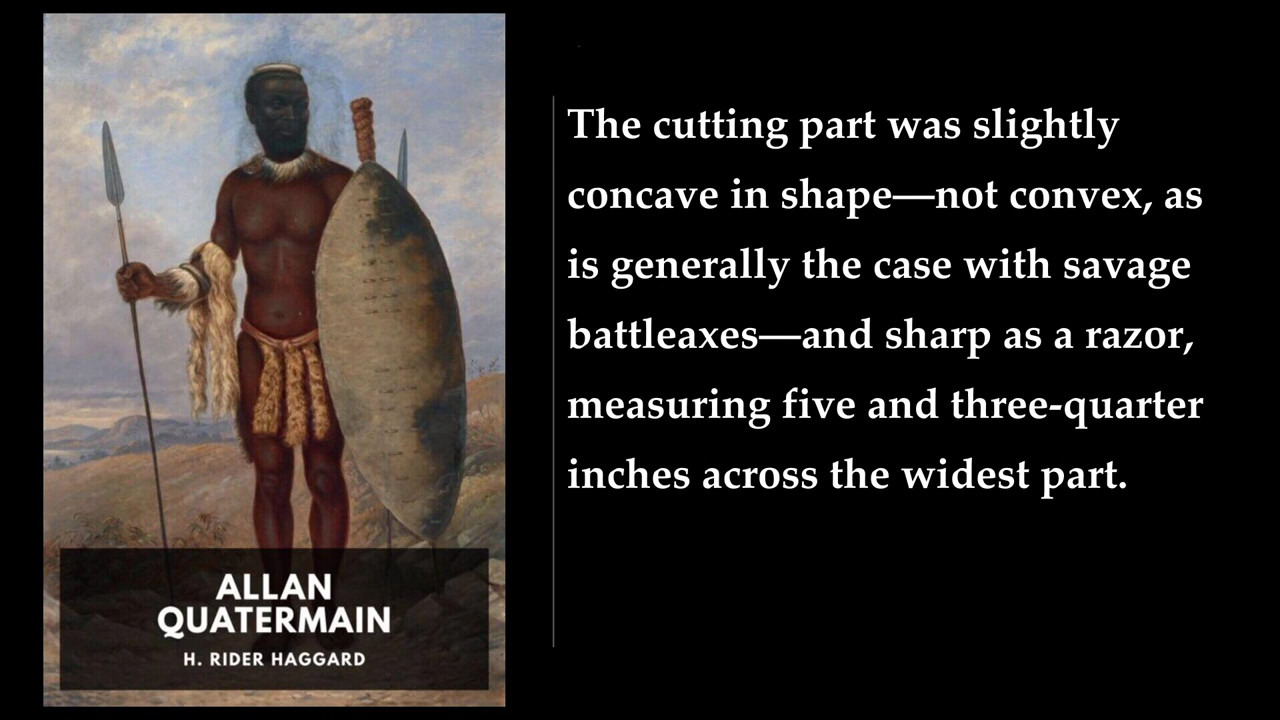 ALLAN
QUATERMAIN
H. RIDER HAGGARD
The cutting part was slightly
concave in shape—not convex, as
is generally the case with savage
battleaxes—and sharp as a razor,
measuring five and three-quarter
inches across the widest part.